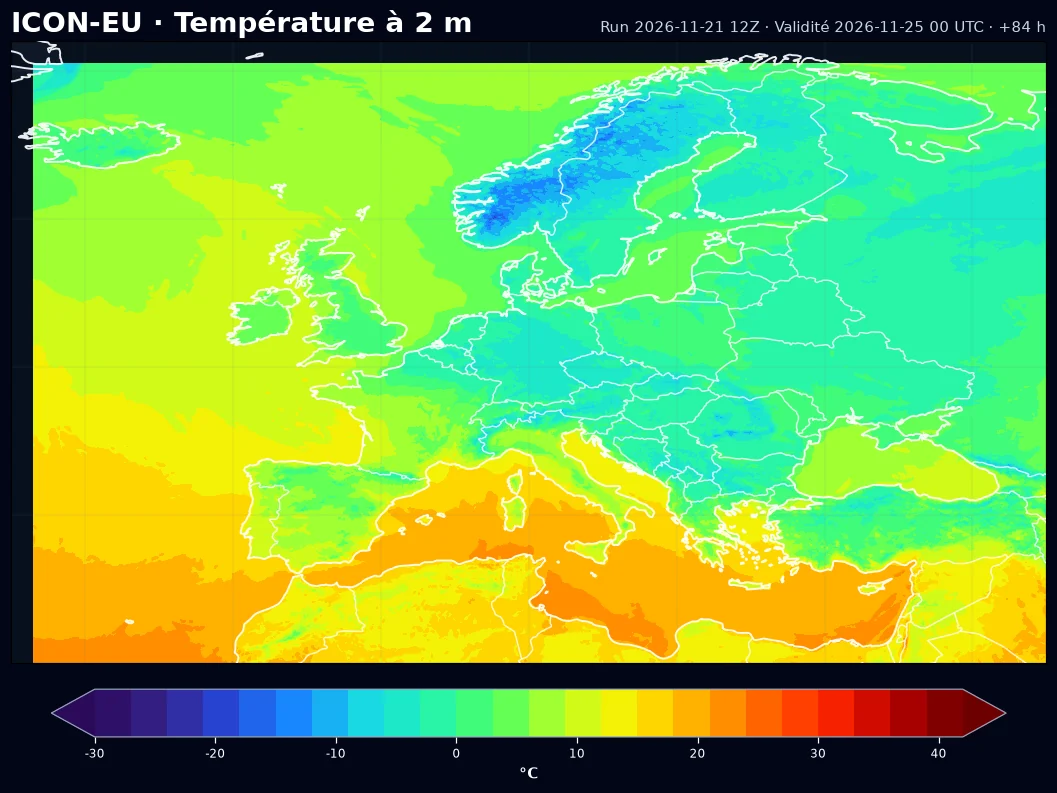 ICON-EU · Température à 2 m
Run 2026-11-21 12Z · Validité 2026-11-25 00 UTC · +84 h
-30 -20 -10 0 10 20 30 40
°C